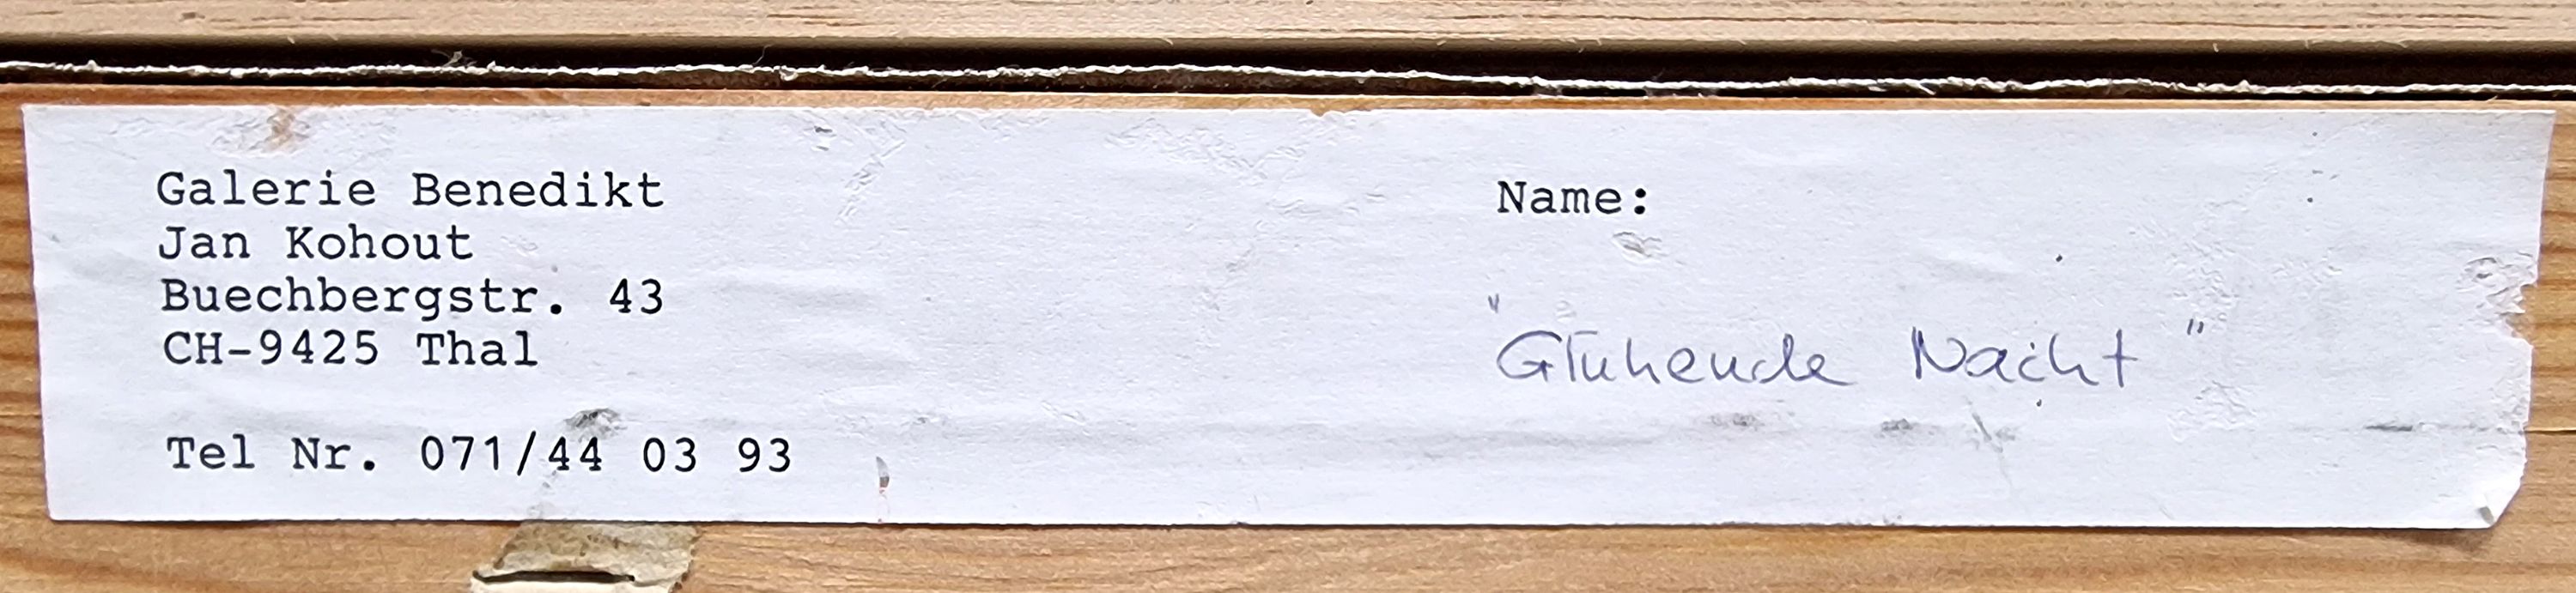 Galerie Benedikt
Jan Kohout
Buechbergstr. 43
CH-9425 Thal
Tel Nr. 071/44 03 93
Name:
"Glühende Nacht"